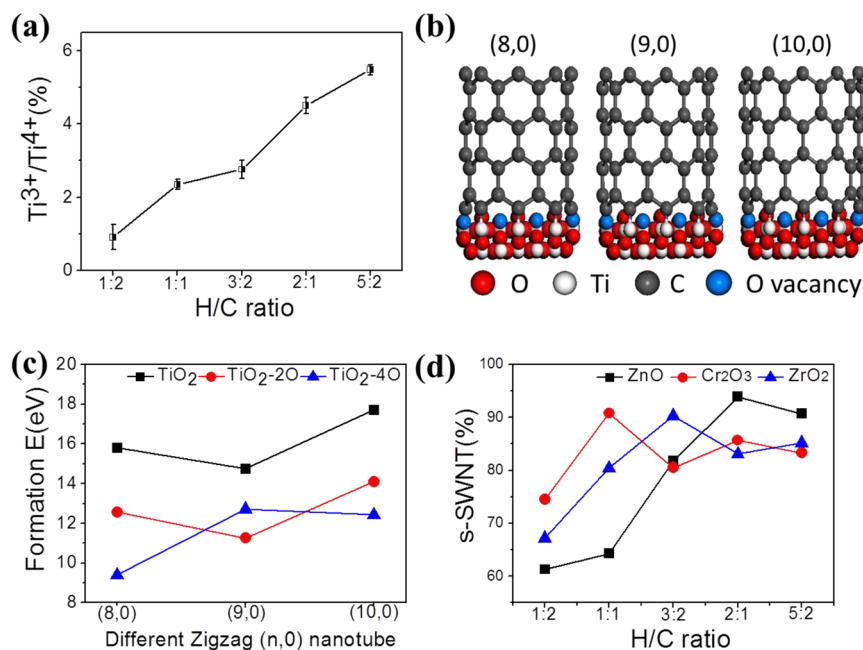 (a)
Ti3+/Ti4+(%)
6
4
2
0
1:2 1:1 3:2 2:1 5:2
H/C ratio
(b)
(8,0) (9,0) (10,0)
O Ti C O vacancy
(c)
Formation E(eV)
20
18
16
14
12
10
8
TiO2 TiO2-2O TiO2-4O
(8,0) (9,0) (10,0)
Different Zigzag (n,0) nanotube
(d)
s-SWNT(%)
100
90
80
70
60
ZnO Cr2O3 ZrO2
1:2 1:1 3:2 2:1 5:2
H/C ratio